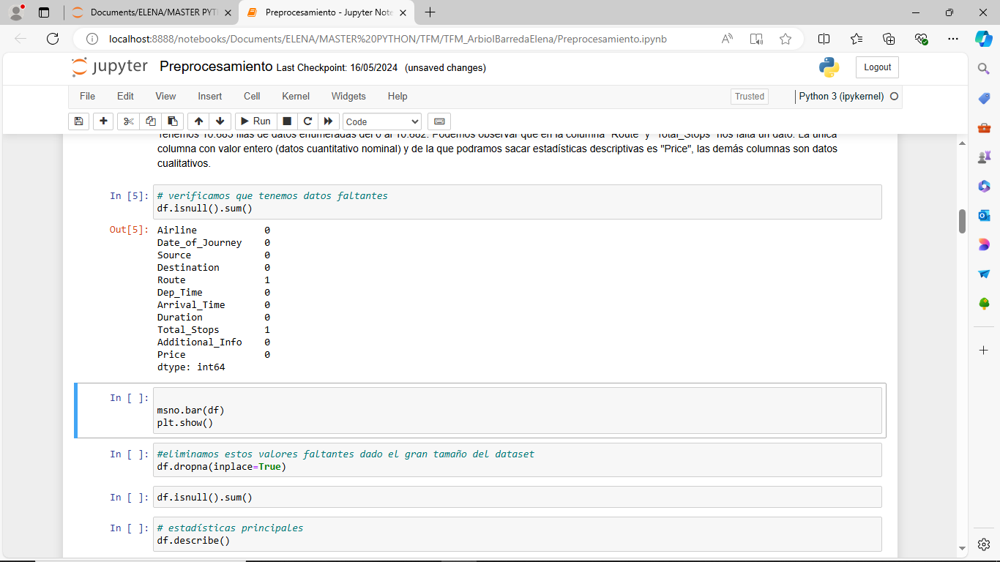 Documents/ELENA/MASTER PYT
Preprocesamiento - Jupyter Note
localhost:8888/notebooks/Documents/ELENA/MASTER%20PYTHON/TFM/TFM_ArbiolBarredaElena/Preprocesamiento.ipynb
jupyter Preprocesamiento Last Checkpoint: 16/05/2024 (unsaved changes)
Logout
File Edit View Insert Cell Kernel Widgets Help
Trusted
Python 3 (ipykernel)
Run
Code
Tenemos 10.683 filas de datos enumeradas del 0 al 10.682. Podemos observar que en la columna "Route" y "Total_Stops" nos falta un dato. La única
columna con valor entero (datos cuantitativo nominal) y de la que podramos sacar estadísticas descriptivas es "Price", las demás columnas son datos
cualitativos.
In [5]: # verificamos que tenemos datos faltantes
df.isnull().sum()
Out[5]: Airline 0
Date_of_Journey 0
Source 0
Destination 0
Route 1
Dep_Time 0
Arrival_Time 0
Duration 0
Total_Stops 1
Additional_Info 0
Price 0
dtype: int64
In [ ]:
msno.bar(df)
plt.show()
In [ ]: #eliminamos estos valores faltantes dado el gran tamaño del dataset
df.dropna(inplace=True)
In [ ]: df.isnull().sum()
In [ ]: # estadísticas principales
df.describe()